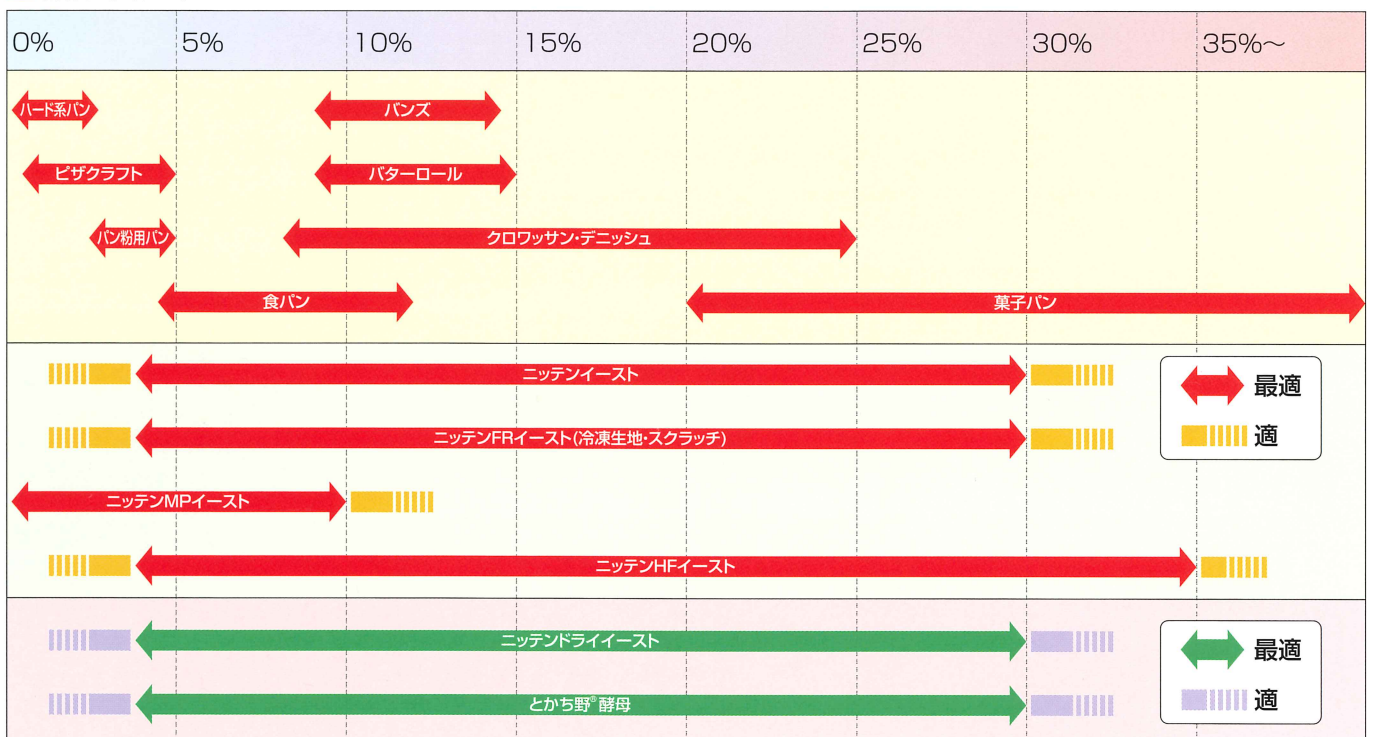 0% 5% 10% 15% 20% 25% 30% 35%〜
ハード系パン バンズ
ピザクラフト バターロール
パン粉用パン クロワッサン・デニッシュ
食パン 菓子パン
ニッテンイースト
ニッテンFRイースト(冷凍生地・スクラッチ)
ニッテンMPイースト
ニッテンHFイースト
最適
適
ニッテンドライイースト
とかち野®酵母
最適
適